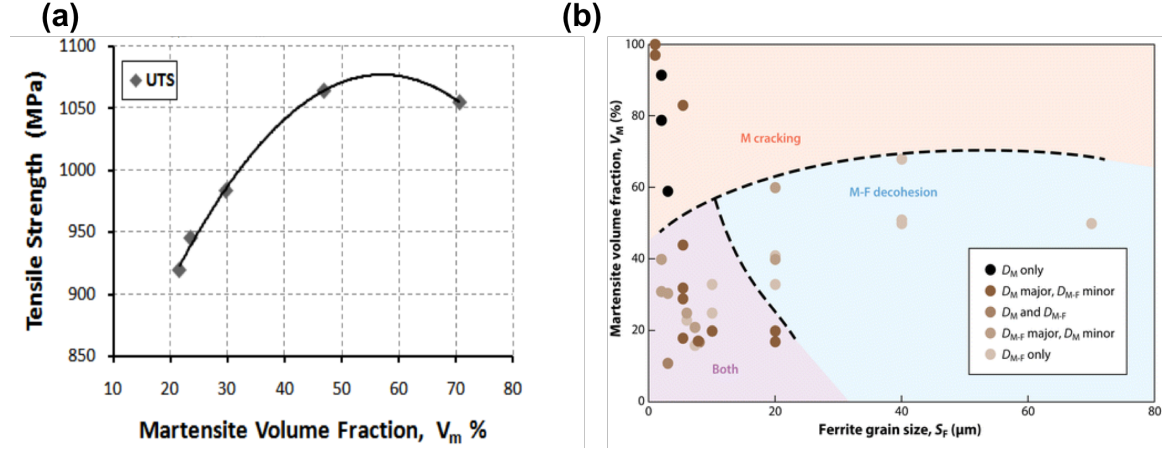 (a)
(b)
1100
1050
1000
950
900
850
10 20 30 40 50 60 70 80
UTS
Tensile Strength (MPa)
Martensite Volume Fraction, Vm %
100
80
60
40
20
0
0 20 40 60 80
Martensite volume fraction, VM (%)
Ferrite grain size, SF (μm)
M cracking
M-F decohesion
Both
DM only
DM major, DM-F minor
DM and DM-F
DM-F major, DM minor
DM-F only